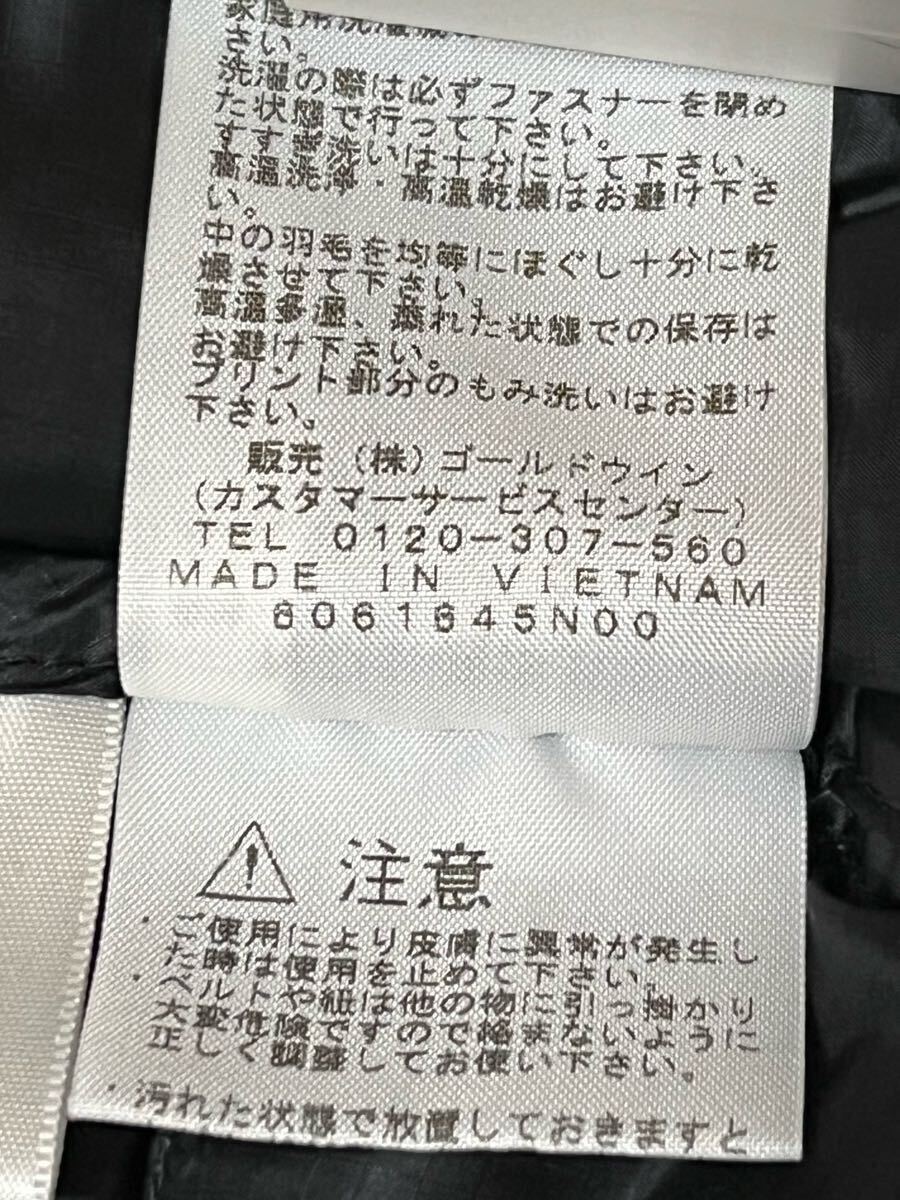 家庭用洗濯機
さい。
洗濯の際は必ずファスナーを閉め
た状態で行って下さい。
すすぎ洗いは十分にして下さい。
高温洗浄・高温乾燥はお避け下さ
い。
中の羽毛を均等にほぐし十分に乾
燥させて下さい。
高温多湿、濡れた状態での保存は
お避け下さい。
プリント部分のもみ洗いはお避け
下さい。
販売（株）ゴールドウイン
(カスタマーサービスセンター)
TEL 0120-307-560
MADE IN VIETNAM
6061645N00
注意
・ご使用により皮膚に異常が発生し
た時は使用を止めて下さい。
・ベルトや紐は他の物に引っ掛かり
大変危険ですので絡まないように
正しく調整してお使い下さい。
・汚れた状態で放置しておきますと